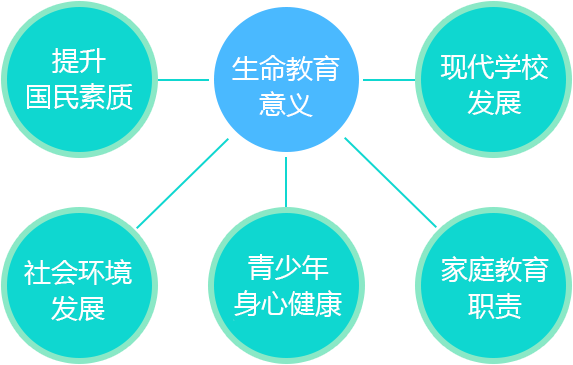 提升
国民素质
生命教育
意义
现代学校
发展
社会环境
发展
青少年
身心健康
家庭教育
职责